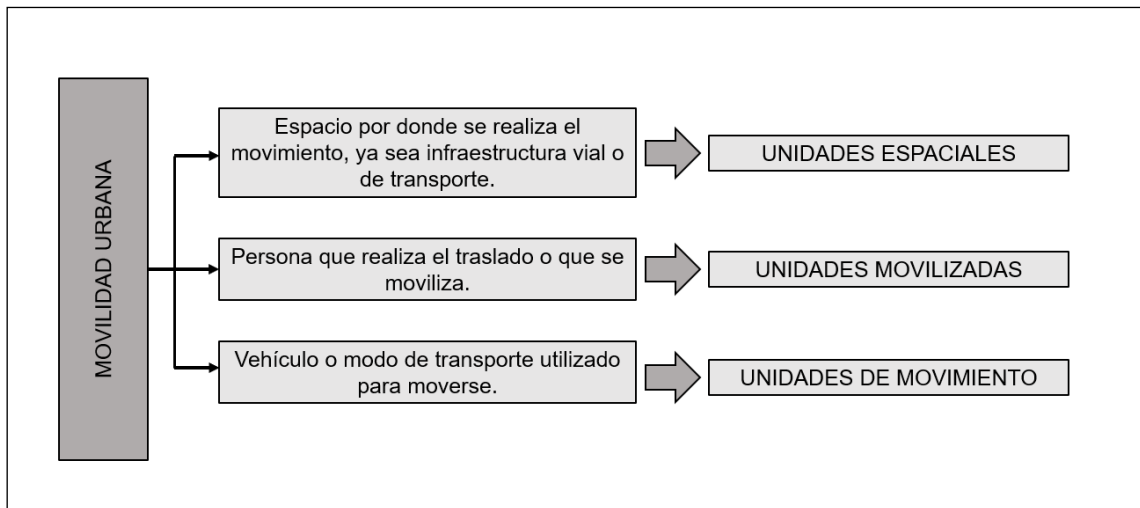 MOVILIDAD URBANA
Espacio por donde se realiza el
movimiento, ya sea infraestructura vial o
de transporte.
UNIDADES ESPACIALES
Persona que realiza el traslado o que se
moviliza.
UNIDADES MOVILIZADAS
Vehículo o modo de transporte utilizado
para moverse.
UNIDADES DE MOVIMIENTO